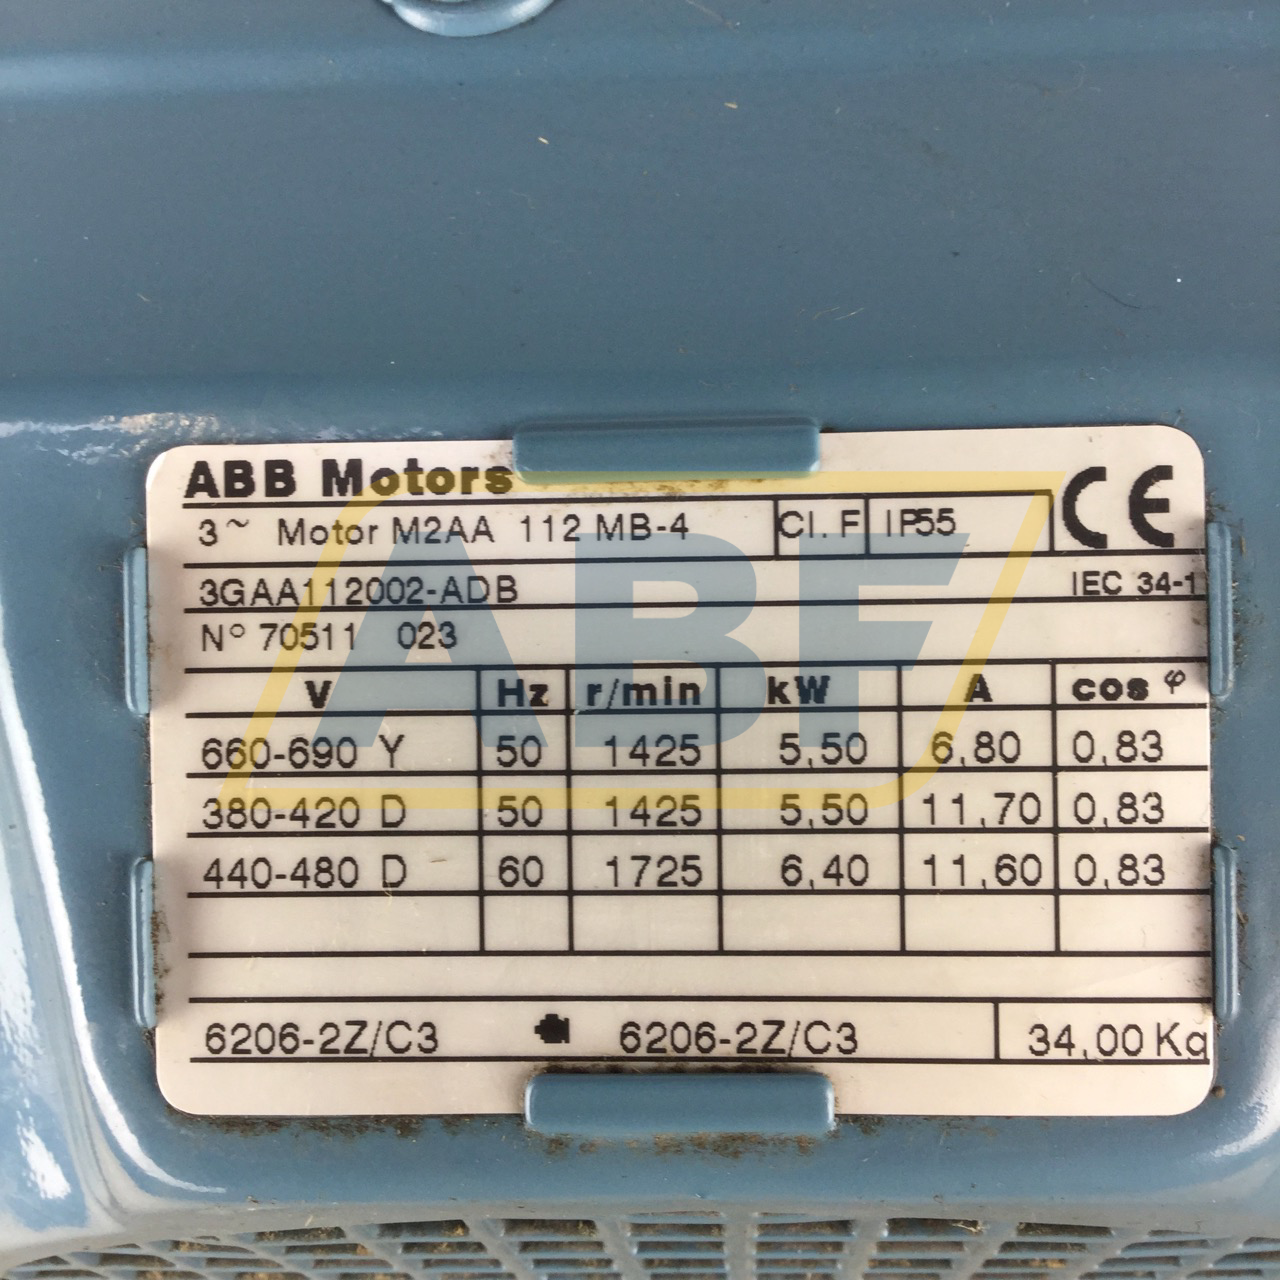 ABB Motors
CE
3~ Motor M2AA 112 MB-4 Cl. F IP55
3GAA112002-ADB IEC 34-1
N° 70511 023
V Hz r/min kW A cos φ
660-690 Y 50 1425 5,50 6,80 0,83
380-420 D 50 1425 5,50 11,70 0,83
440-480 D 60 1725 6,40 11,60 0,83
6206-2Z/C3 6206-2Z/C3 34,00 Kg
ABF